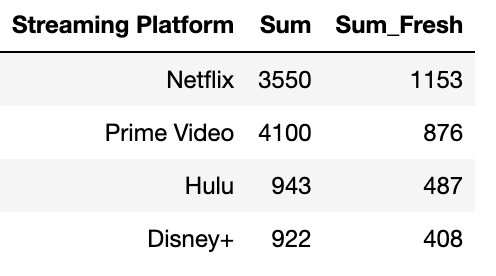 Streaming Platform Sum Sum_Fresh
Netflix 3550 1153
Prime Video 4100 876
Hulu 943 487
Disney+ 922 408